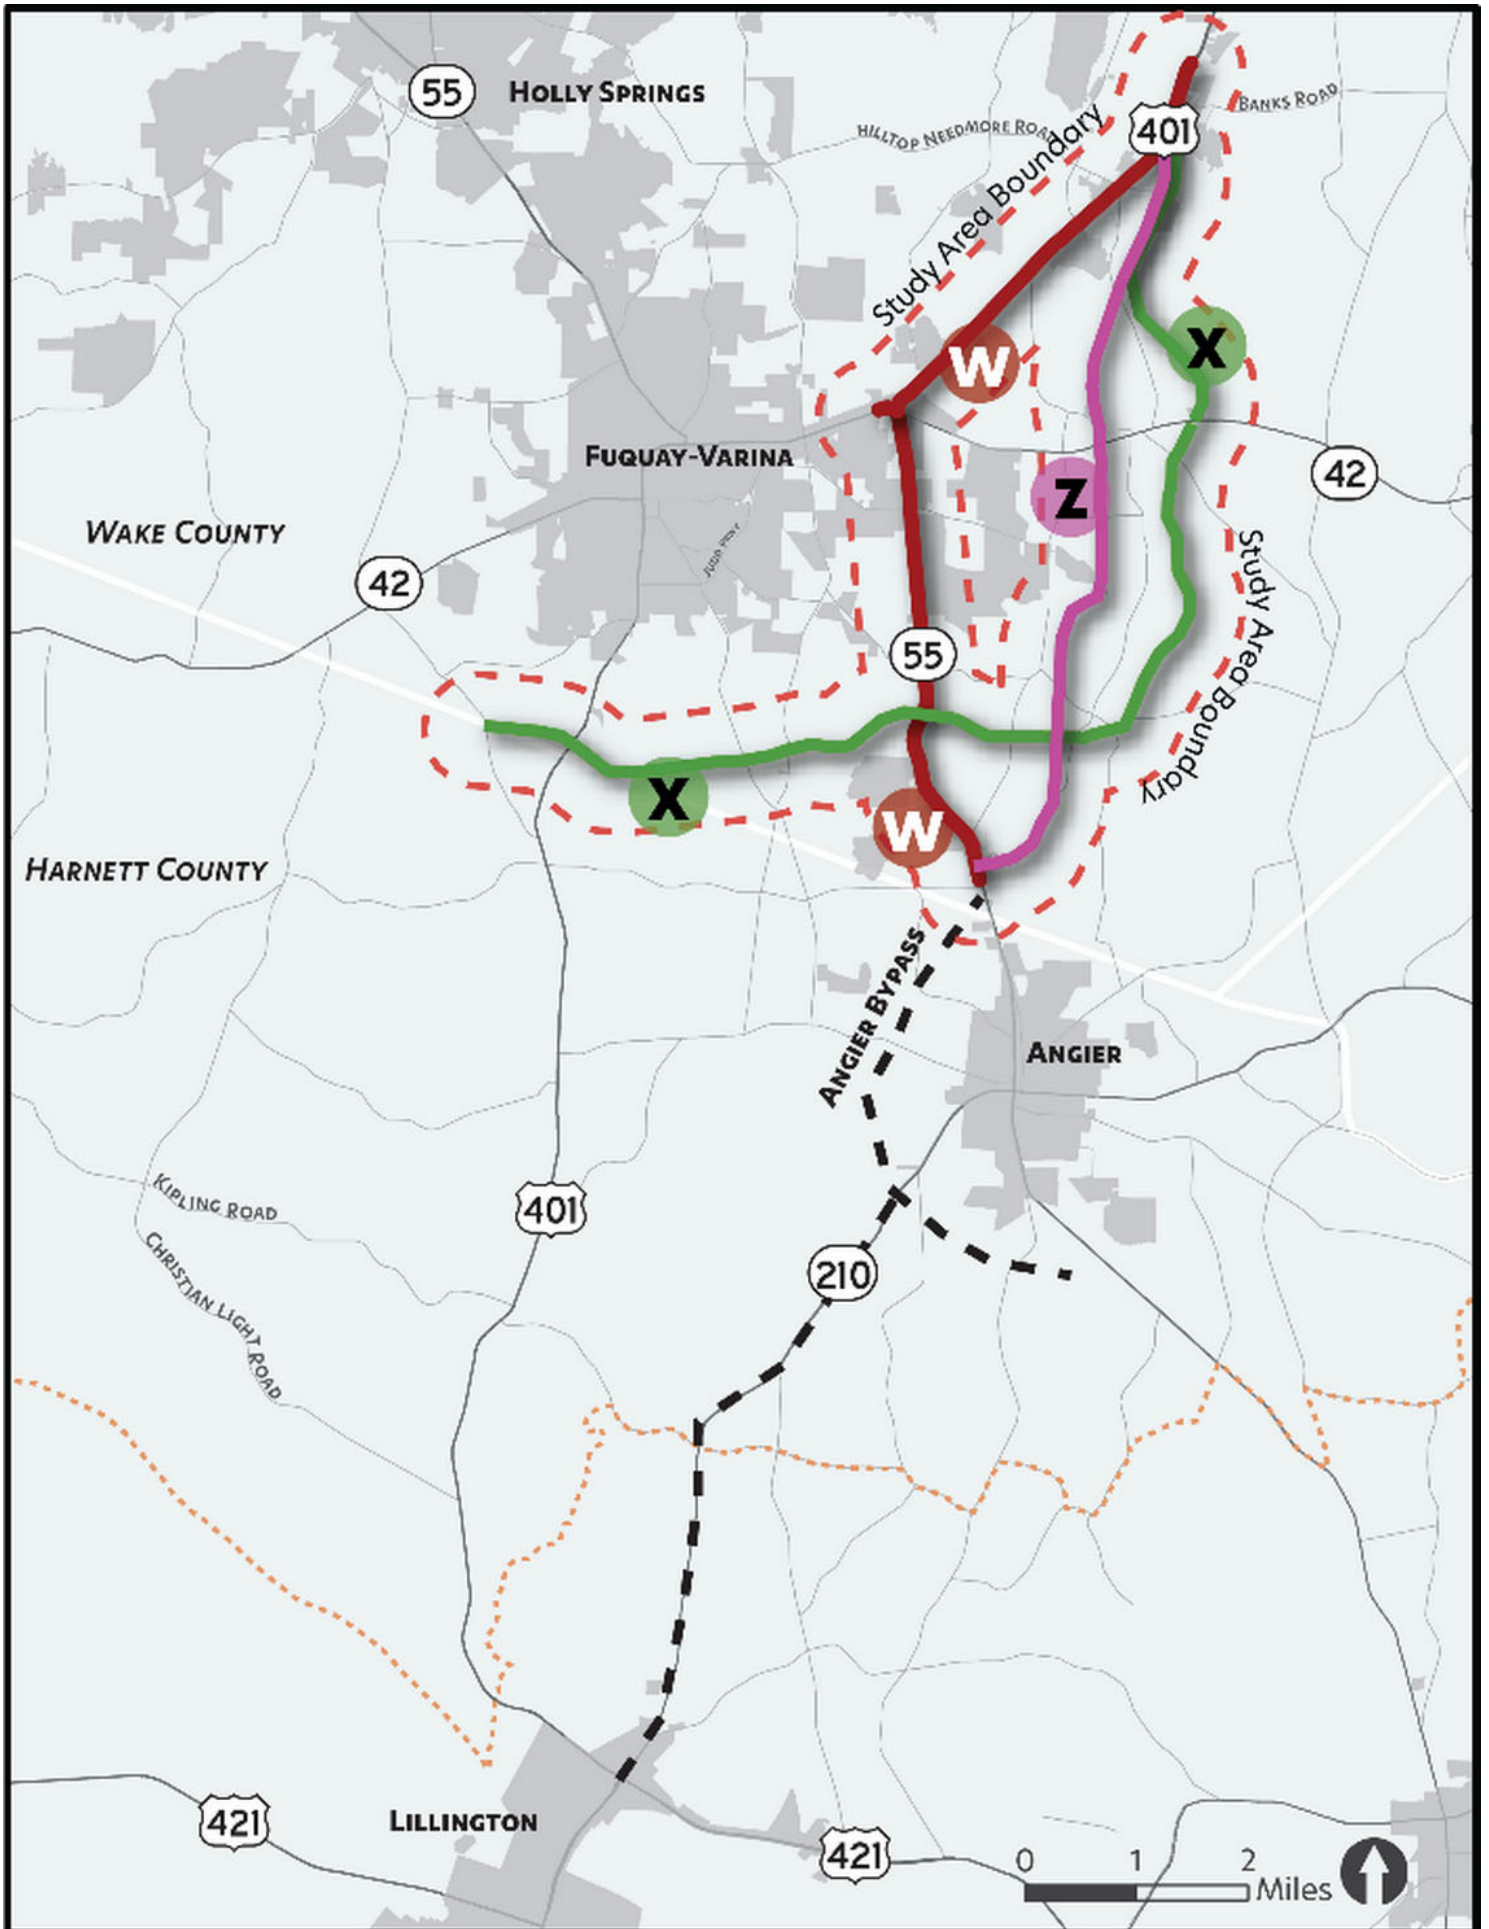 55
HOLLY SPRINGS
BANKS ROAD
401
HILLTOP NEEDMORE ROAD
Study Area Boundary
W
X
FUQUAY-VARINA
Z
42
WAKE COUNTY
JUDD PKWY
42
Study Area Boundary
55
X
W
HARNETT COUNTY
ANGIER BYPASS
ANGIER
KIPLING ROAD
401
CHRISTIAN LIGHT ROAD
210
421
LILLINGTON
421
0 1 2
Miles